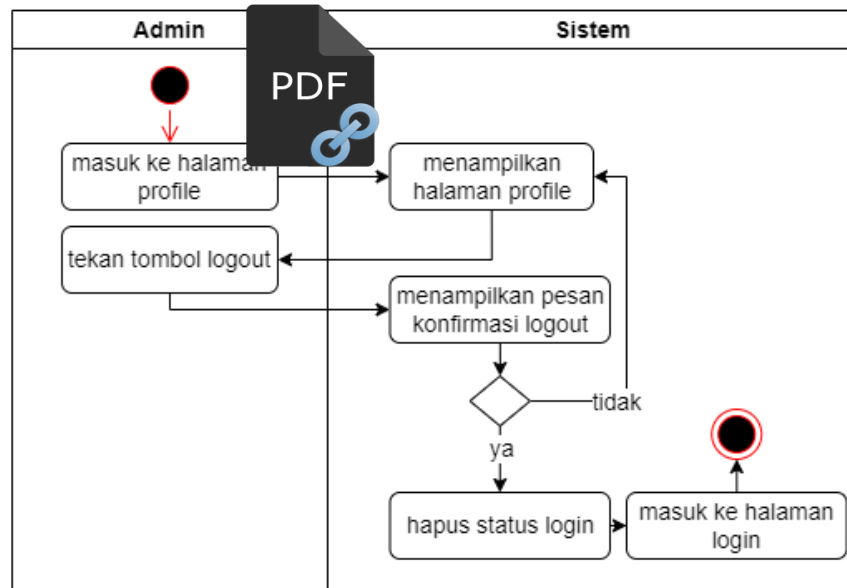 Admin
Sistem
PDF
masuk ke halaman
profile
menampilkan
halaman profile
tekan tombol logout
menampilkan pesan
konfirmasi logout
tidak
ya
hapus status login
masuk ke halaman
login